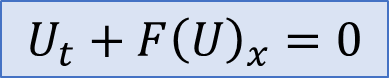 U_t + F(U)_x = 0